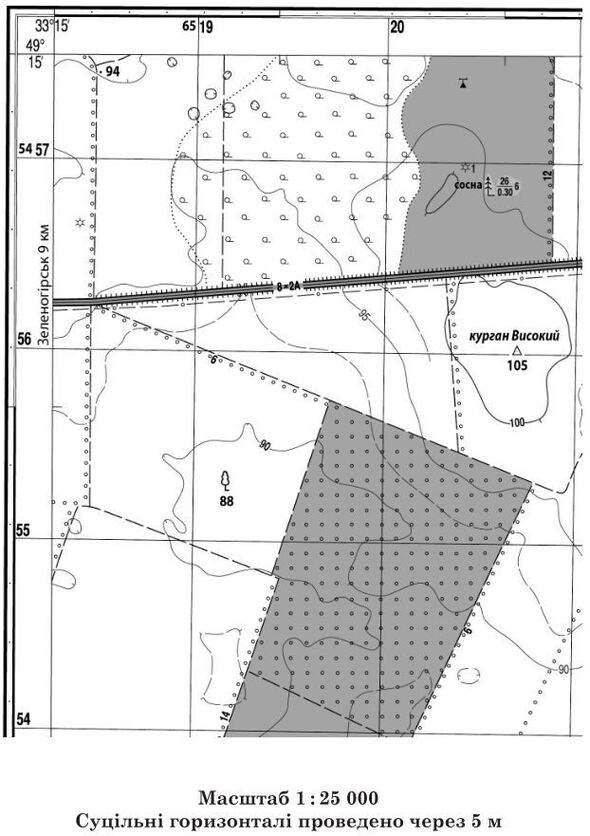 33°15 65 19 20
49°
15'
94
54 57
1
сосна 26 6
0.30
12
Зеленогірськ 9 км
8×2А
56
курган Високий
105
6
100
90
88
55
6
90
54
14
Масштаб 1 : 25 000
Суцільні горизонталі проведено через 5 м